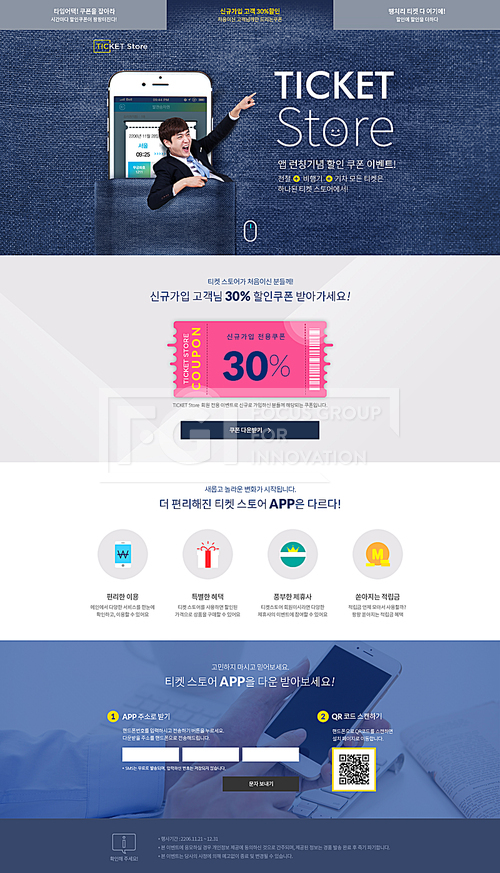 타임어택! 쿠폰을 잡아라
시간마다 할인쿠폰이 펑펑터진다!
신규가입 고객 30%할인
처음이신 고객님께만 드리는쿠폰
땡처리 티켓 다 여기에!
할인에 할인을 더하다
TICKET Store
서울
09:25
TICKET
Store
앱 런칭기념 할인 쿠폰 이벤트!
전철 + 비행기 + 기차 모든 티켓은
하나된 티켓 스토어에서!
티켓 스토어가 처음이신 분들께!
신규가입 고객님 30% 할인쿠폰 받아가세요!
TICKET STORE
COUPON
신규가입 전용쿠폰
30%
TICKET Store 회원 전용 이벤트로 신규로 가입하신 분들께 해당되는 쿠폰입니다.
쿠폰 다운받기 >
FGI
FOCUS GROUP
FOR
INNOVATION
새롭고 놀라운 변화가 시작됩니다.
더 편리해진 티켓 스토어 APP은 다르다!
편리한 이용
메인에서 다양한 서비스를 한눈에
확인하고, 이용할 수 있어요
특별한 혜택
티켓 스토어를 사용하면 할인된
가격으로 상품을 구매할 수 있어요
풍부한 제휴사
티켓스토어 회원이시라면 다양한
제휴사의 이벤트에 참여할 수 있어요
쏟아지는 적립금
적립금 언제 모아서 사용할까?
팡팡 쏟아지는 적립금 혜택
고민하지 마시고 믿어보세요.
티켓 스토어 APP을 다운 받아보세요!
1 APP 주소로 받기
핸드폰번호를 입력하시고 전송하기 버튼을 누르세요.
다운받을 주소를 핸드폰으로 전송해드립니다.
• SMS는 무료로 발송되며, 입력하신 번호는 저장되지 않습니다.
문자 보내기
2 QR 코드 스캔하기
핸드폰으로 QR코드를 스캔하면
설치 페이지로 이동합니다.
확인해 주세요!
• 행사기간 : 2206.11.21 ~ 12.31
• 본 이벤트에 응모하실 경우 개인정보 제공에 동의하신 것으로 간주되며, 제공된 정보는 경품 발송 완료 후 즉기 파기합니다.
• 본 이벤트는 당사의 사정에 의해 예고없이 종료 및 변경될 수 있습니다.